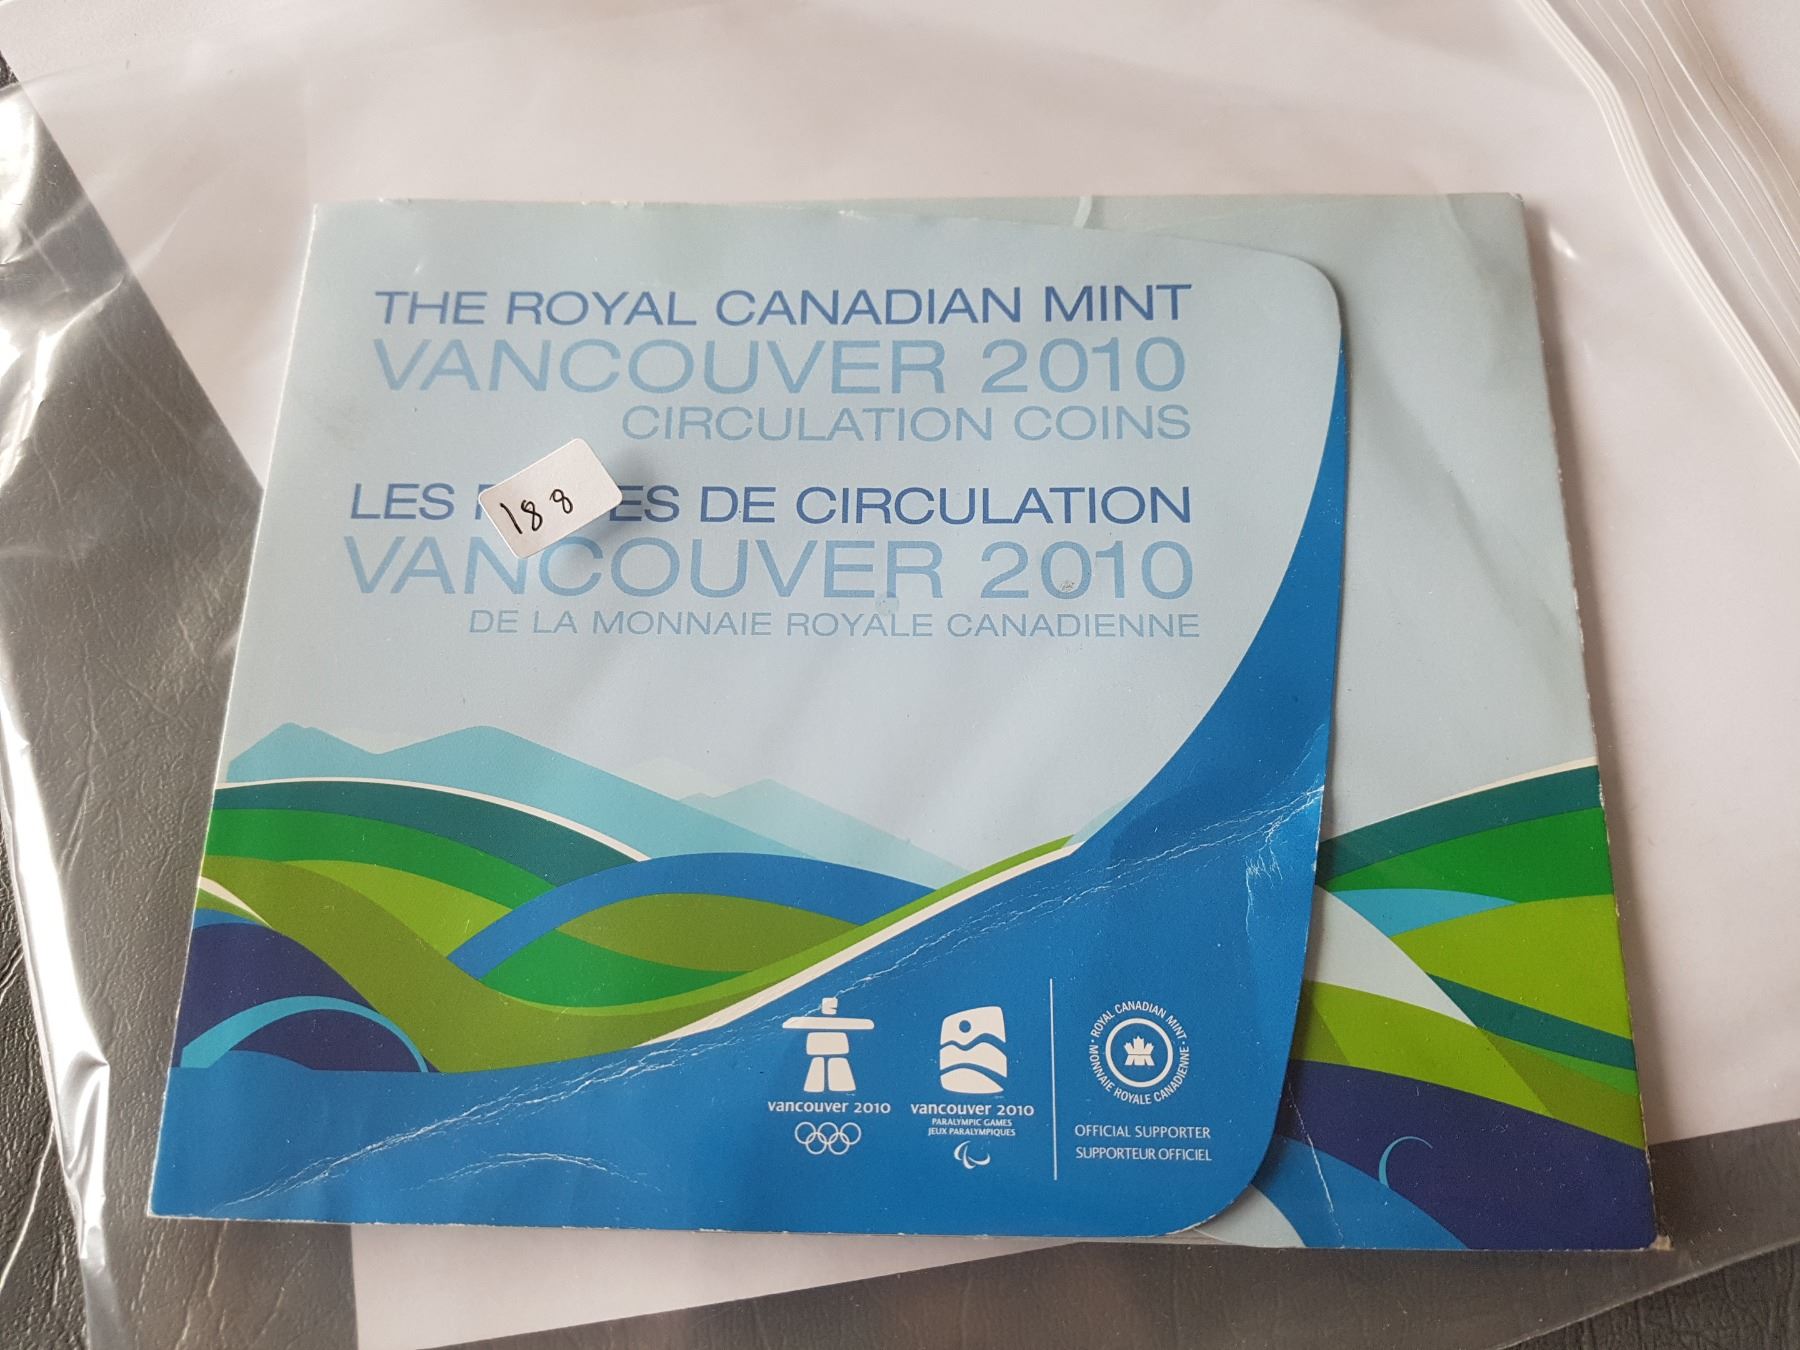 THE ROYAL CANADIAN MINT
VANCOUVER 2010
CIRCULATION COINS
188
LES DE CIRCULATION
VANCOUVER 2010
DE LA MONNAIE ROYALE CANADIENNE
vancouver 2010
vancouver 2010
PARALYMPIC GAMES
JEUX PARALYMPIQUES
ROYAL CANADIAN MINT • MONNAIE ROYALE CANADIENNE •
OFFICIAL SUPPORTER
SUPPORTEUR OFFICIEL